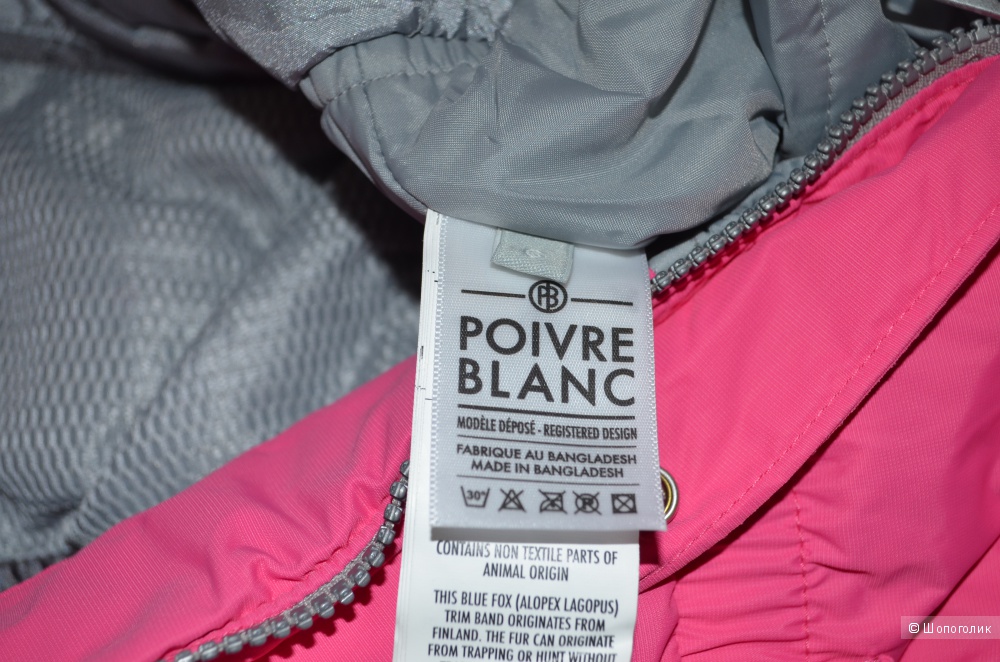 PB
POIVRE
BLANC
MODÈLE DÉPOSÉ - REGISTERED DESIGN
FABRIQUE AU BANGLADESH
MADE IN BANGLADESH
30°
CONTAINS NON TEXTILE PARTS OF
ANIMAL ORIGIN
THIS BLUE FOX (ALOPEX LAGOPUS)
TRIM BAND ORIGINATES FROM
FINLAND. THE FUR CAN ORIGINATE
FROM TRAPPING OR HUNT WITHOUT
© Шопоголик